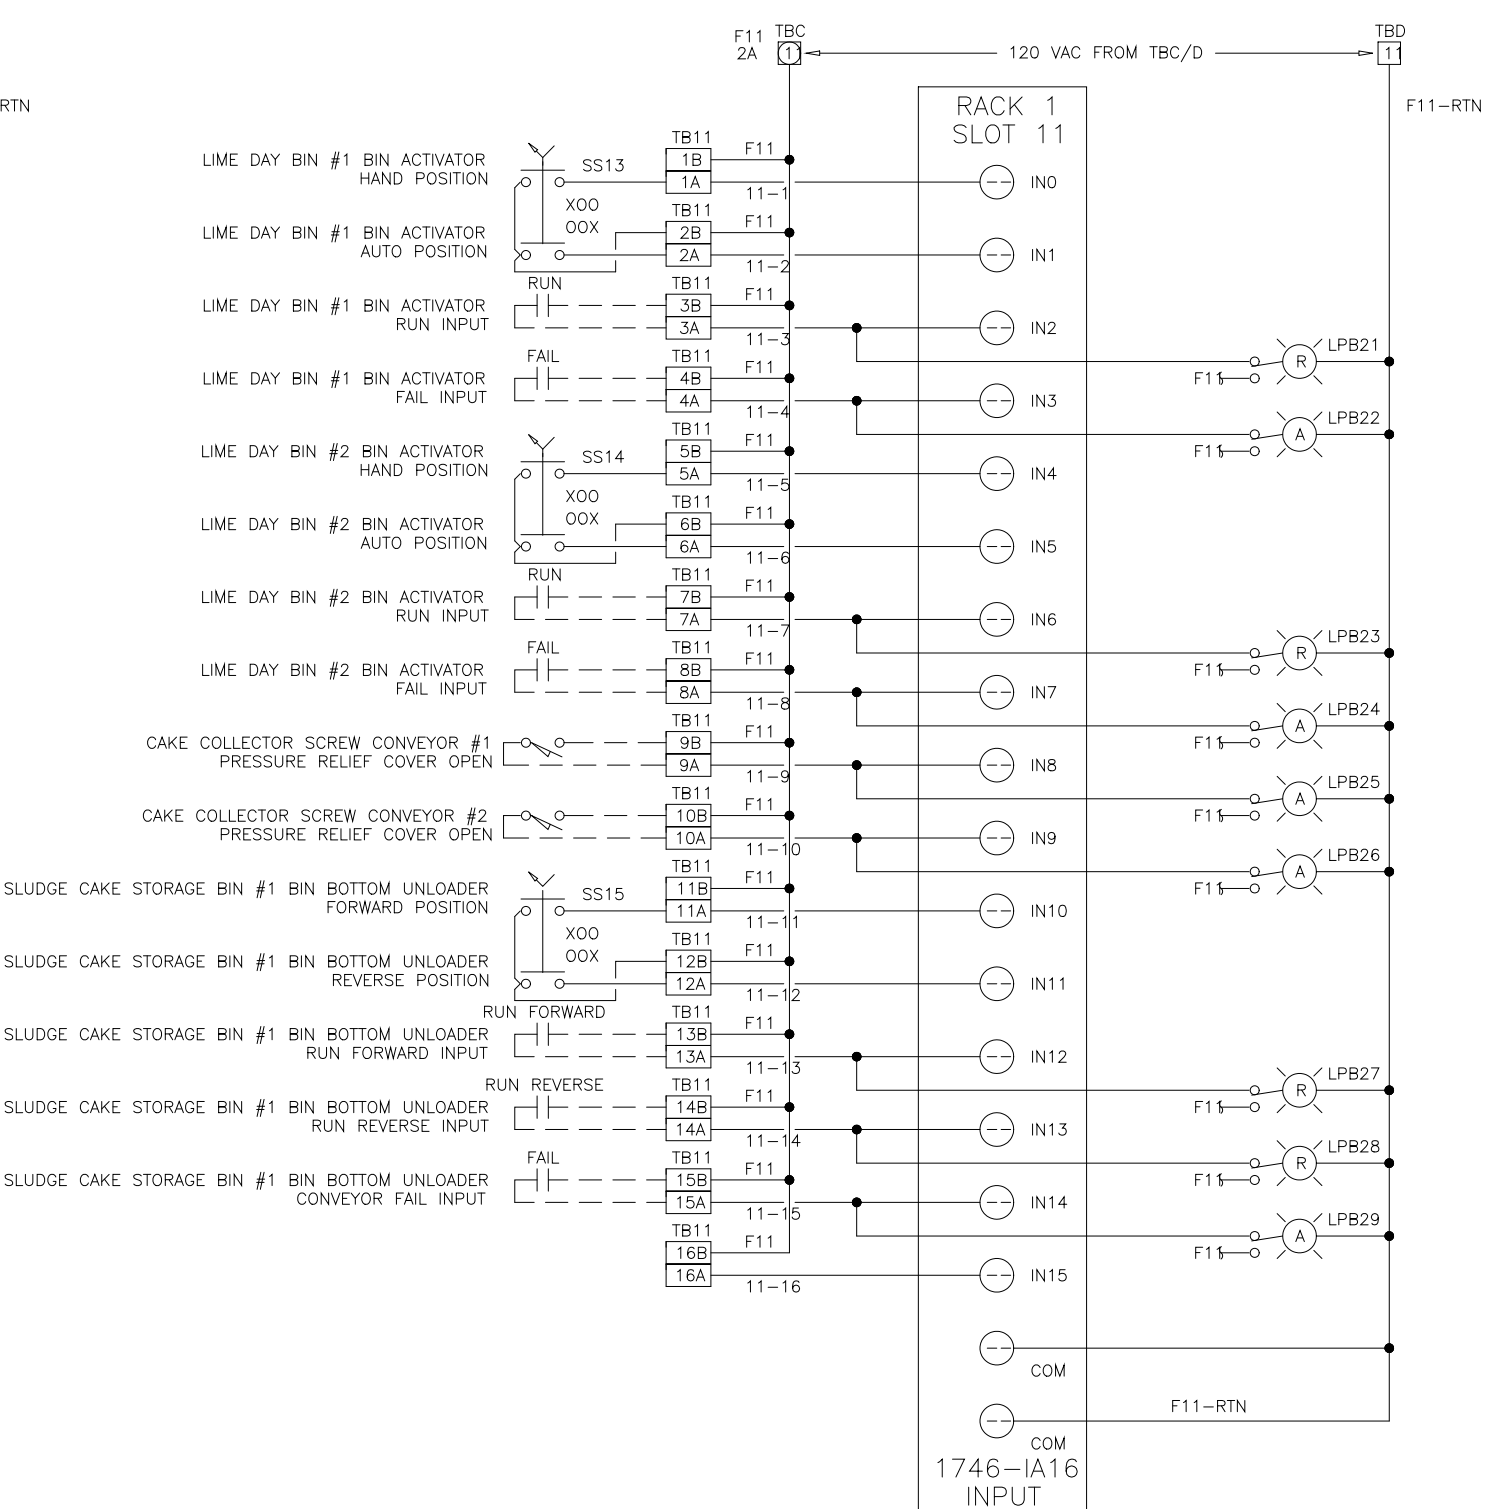 F11 TBC
2A 11
120 VAC FROM TBC/D
TBD
11
RTN
F11-RTN
RACK 1
SLOT 11
LIME DAY BIN #1 BIN ACTIVATOR
HAND POSITION
SS13
XOO
OOX
TB11
1B
1A
F11
11-1
IN0
LIME DAY BIN #1 BIN ACTIVATOR
AUTO POSITION
TB11
2B
2A
F11
11-2
IN1
LIME DAY BIN #1 BIN ACTIVATOR
RUN INPUT
RUN
TB11
3B
3A
F11
11-3
IN2
R
LPB21
F11
LIME DAY BIN #1 BIN ACTIVATOR
FAIL INPUT
FAIL
TB11
4B
4A
F11
11-4
IN3
A
LPB22
F11
LIME DAY BIN #2 BIN ACTIVATOR
HAND POSITION
SS14
XOO
OOX
TB11
5B
5A
F11
11-5
IN4
LIME DAY BIN #2 BIN ACTIVATOR
AUTO POSITION
TB11
6B
6A
F11
11-6
IN5
LIME DAY BIN #2 BIN ACTIVATOR
RUN INPUT
RUN
TB11
7B
7A
F11
11-7
IN6
R
LPB23
F11
LIME DAY BIN #2 BIN ACTIVATOR
FAIL INPUT
FAIL
TB11
8B
8A
F11
11-8
IN7
A
LPB24
F11
CAKE COLLECTOR SCREW CONVEYOR #1
PRESSURE RELIEF COVER OPEN
TB11
9B
9A
F11
11-9
IN8
A
LPB25
F11
CAKE COLLECTOR SCREW CONVEYOR #2
PRESSURE RELIEF COVER OPEN
TB11
10B
10A
F11
11-10
IN9
A
LPB26
F11
SLUDGE CAKE STORAGE BIN #1 BIN BOTTOM UNLOADER
FORWARD POSITION
SS15
XOO
OOX
TB11
11B
11A
F11
11-11
IN10
SLUDGE CAKE STORAGE BIN #1 BIN BOTTOM UNLOADER
REVERSE POSITION
TB11
12B
12A
F11
11-12
IN11
SLUDGE CAKE STORAGE BIN #1 BIN BOTTOM UNLOADER
RUN FORWARD INPUT
RUN FORWARD
TB11
13B
13A
F11
11-13
IN12
R
LPB27
F11
SLUDGE CAKE STORAGE BIN #1 BIN BOTTOM UNLOADER
RUN REVERSE INPUT
RUN REVERSE
TB11
14B
14A
F11
11-14
IN13
R
LPB28
F11
SLUDGE CAKE STORAGE BIN #1 BIN BOTTOM UNLOADER
CONVEYOR FAIL INPUT
FAIL
TB11
15B
15A
F11
11-15
IN14
A
LPB29
F11
TB11
16B
16A
F11
11-16
IN15
COM
F11-RTN
COM
1746-IA16
INPUT